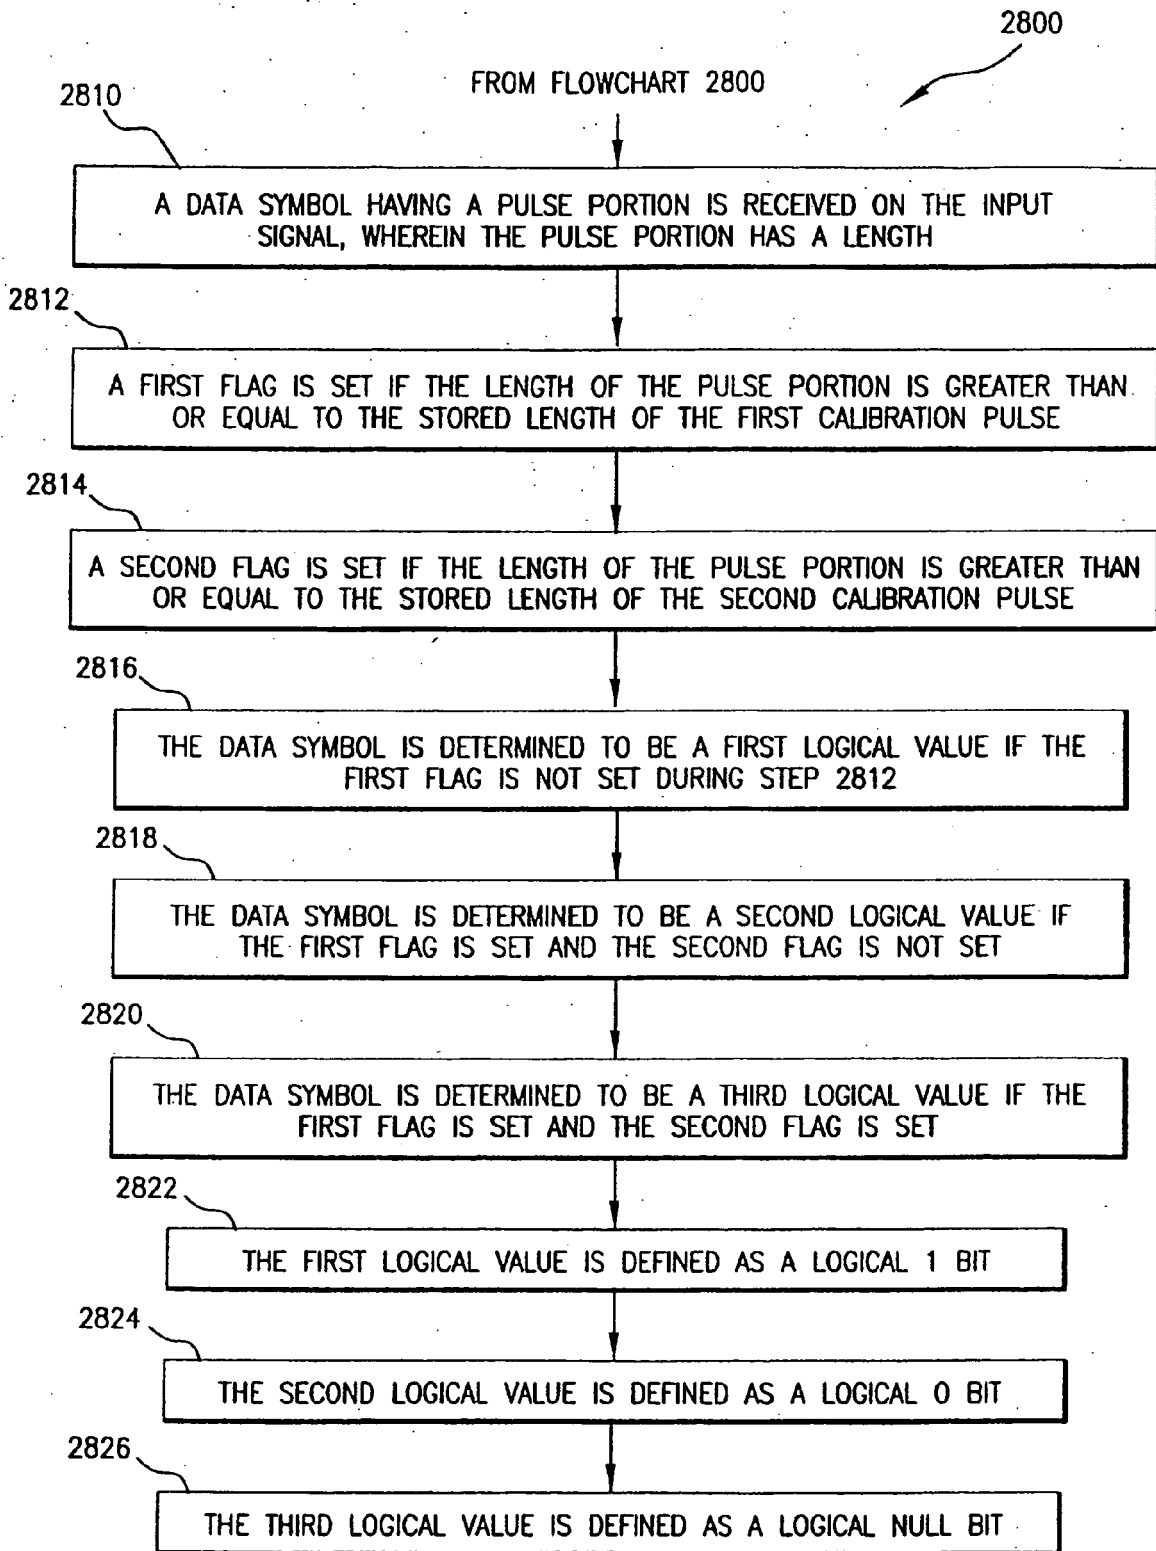 2800
FROM FLOWCHART 2800
2810
A DATA SYMBOL HAVING A PULSE PORTION IS RECEIVED ON THE INPUT
SIGNAL, WHEREIN THE PULSE PORTION HAS A LENGTH
2812
A FIRST FLAG IS SET IF THE LENGTH OF THE PULSE PORTION IS GREATER THAN
OR EQUAL TO THE STORED LENGTH OF THE FIRST CALIBRATION PULSE
2814
A SECOND FLAG IS SET IF THE LENGTH OF THE PULSE PORTION IS GREATER THAN
OR EQUAL TO THE STORED LENGTH OF THE SECOND CALIBRATION PULSE
2816
THE DATA SYMBOL IS DETERMINED TO BE A FIRST LOGICAL VALUE IF THE
FIRST FLAG IS NOT SET DURING STEP 2812
2818
THE DATA SYMBOL IS DETERMINED TO BE A SECOND LOGICAL VALUE IF
THE FIRST FLAG IS SET AND THE SECOND FLAG IS NOT SET
2820
THE DATA SYMBOL IS DETERMINED TO BE A THIRD LOGICAL VALUE IF THE
FIRST FLAG IS SET AND THE SECOND FLAG IS SET
2822
THE FIRST LOGICAL VALUE IS DEFINED AS A LOGICAL 1 BIT
2824
THE SECOND LOGICAL VALUE IS DEFINED AS A LOGICAL 0 BIT
2826
THE THIRD LOGICAL VALUE IS DEFINED AS A LOGICAL NULL BIT